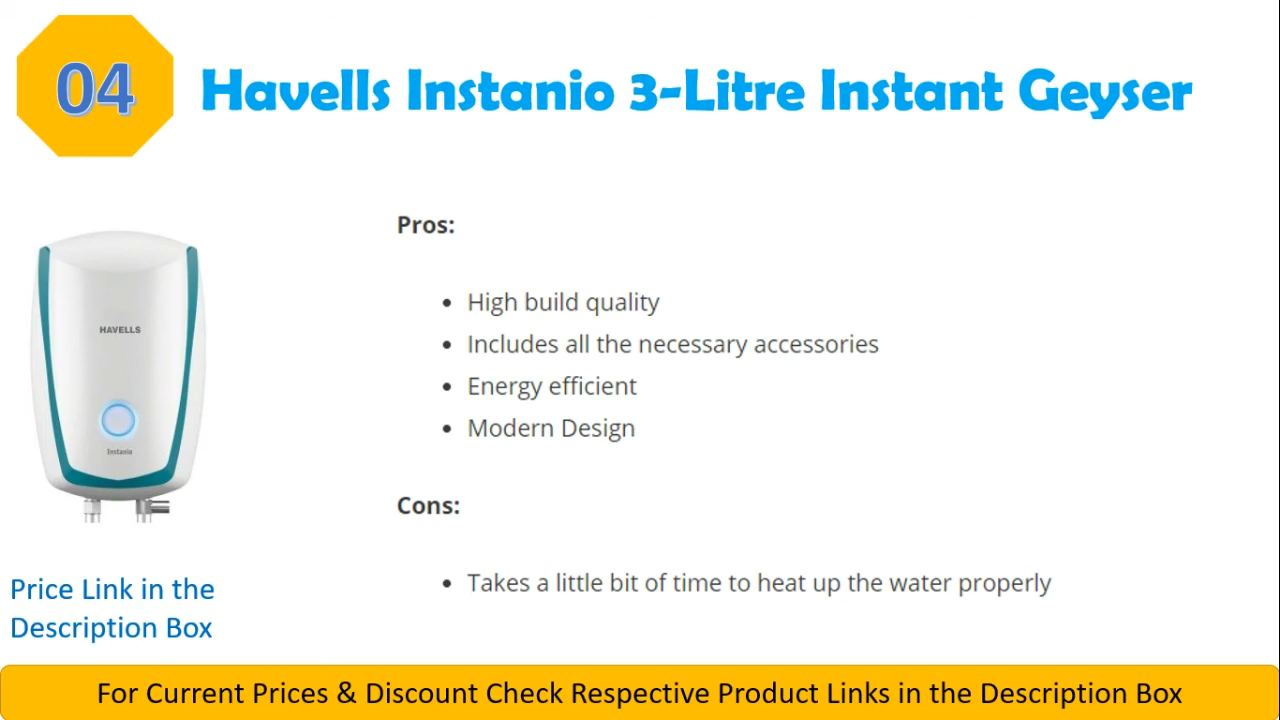 04
Havells Instanio 3-Litre Instant Geyser
Pros:
• High build quality
• Includes all the necessary accessories
• Energy efficient
• Modern Design
HAVELLS
Instanio
Cons:
• Takes a little bit of time to heat up the water properly
Price Link in the
Description Box
For Current Prices & Discount Check Respective Product Links in the Description Box